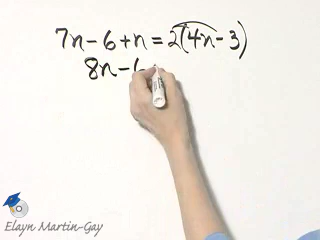 7n - 6 + n = 2(4n - 3)
8n - 6
Elayn Martin-Gay